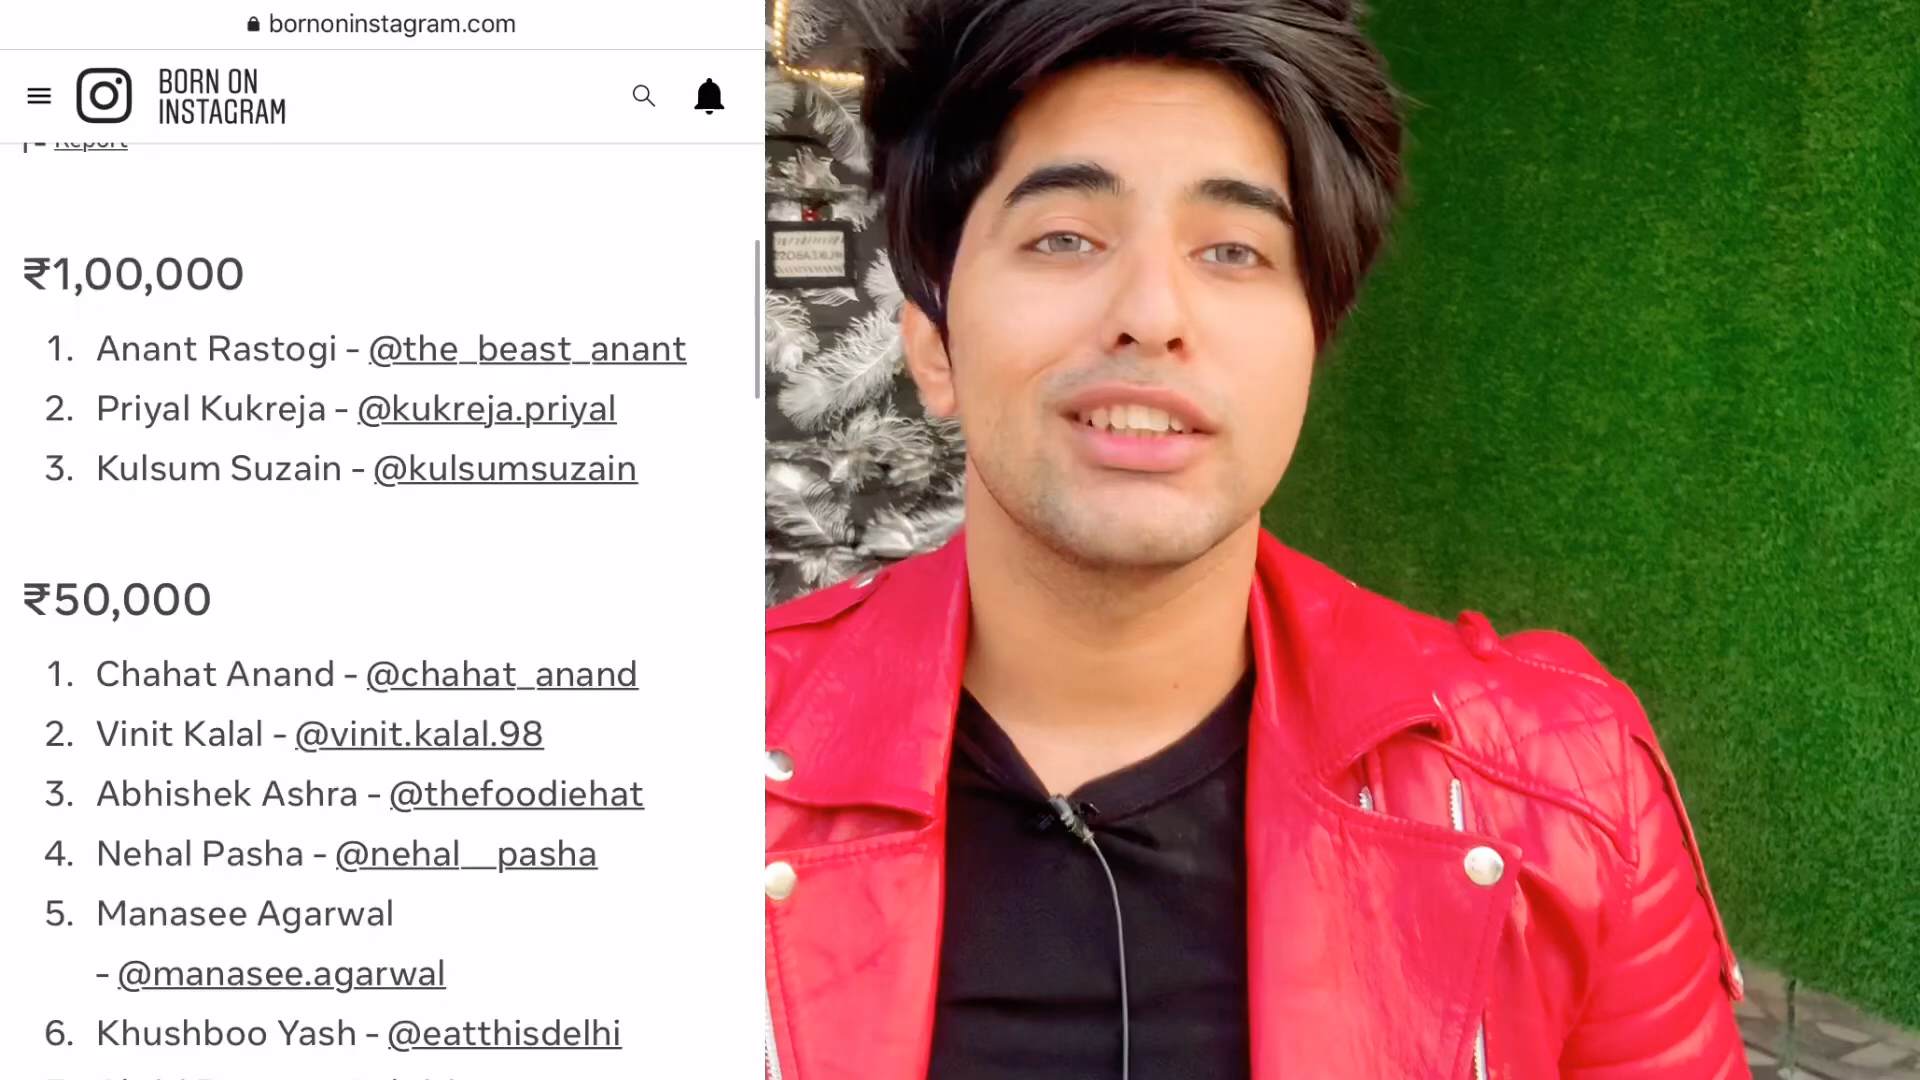 bornoninstagram.com
BORN ON
INSTAGRAM
Report
₹1,00,000
1. Anant Rastogi - @the_beast_anant
2. Priyal Kukreja - @kukreja.priyal
3. Kulsum Suzain - @kulsumsuzain
₹50,000
1. Chahat Anand - @chahat_anand
2. Vinit Kalal - @vinit.kalal.98
3. Abhishek Ashra - @thefoodiehat
4. Nehal Pasha - @nehal__pasha
5. Manasee Agarwal
- @manasee.agarwal
6. Khushboo Yash - @eatthisdelhi